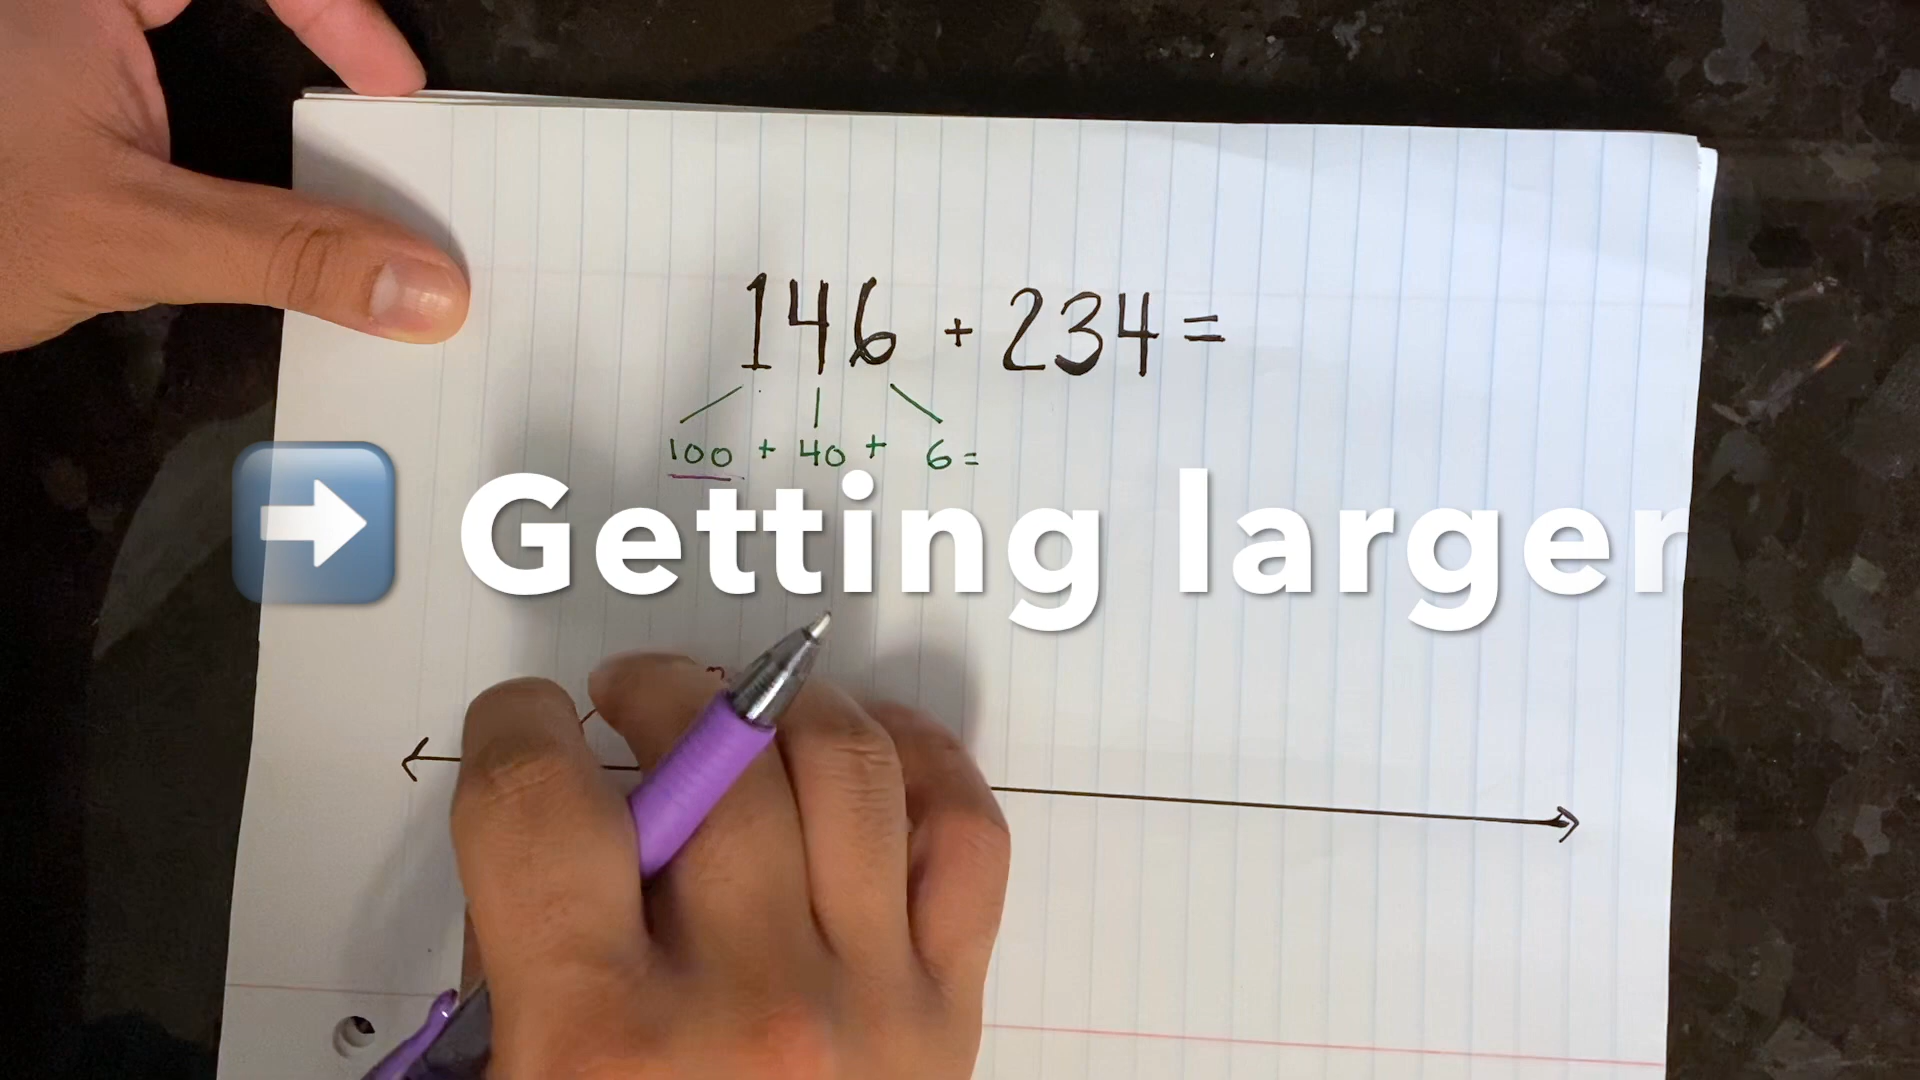 146 + 234 =
100 + 40 + 6 =
➡️ Getting larger